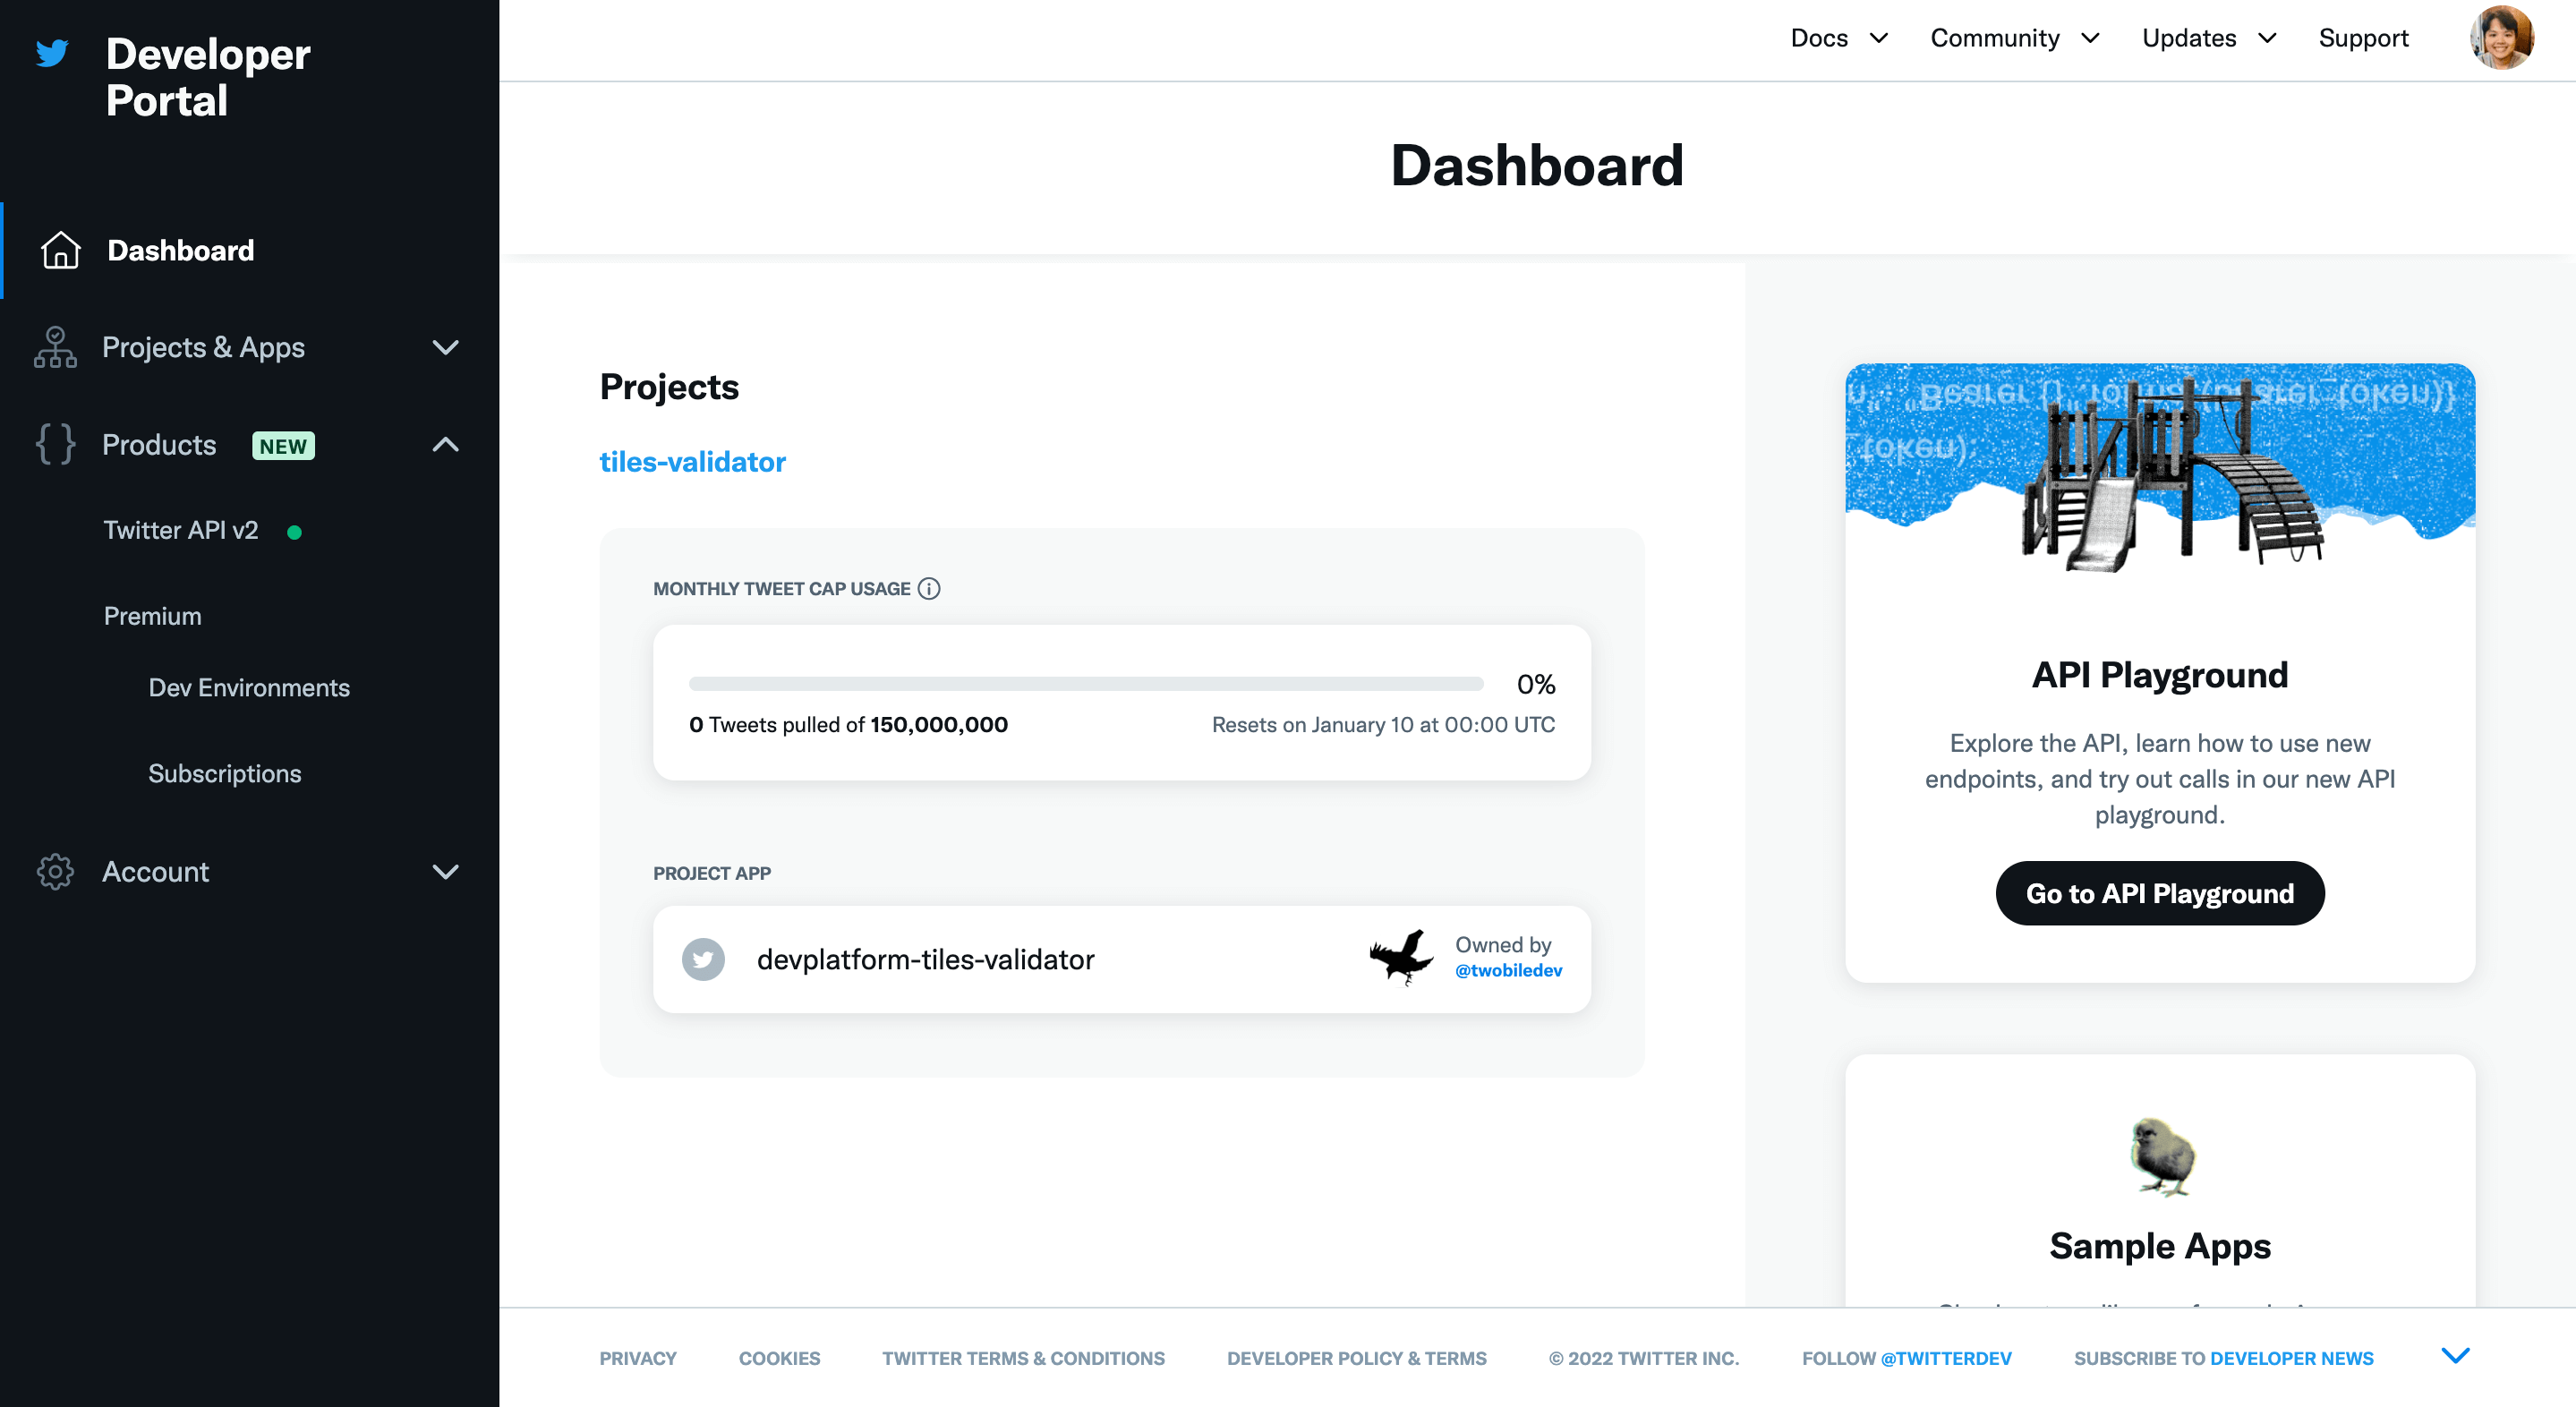 Developer
Portal
Docs
Community
Updates
Support
Dashboard
Projects & Apps
Products NEW
Twitter API v2
Premium
Dev Environments
Subscriptions
Account
Dashboard
Projects
tiles-validator
MONTHLY TWEET CAP USAGE
0%
0 Tweets pulled of 150,000,000
Resets on January 10 at 00:00 UTC
PROJECT APP
devplatform-tiles-validator
Owned by
@twobiledev
API Playground
Explore the API, learn how to use new
endpoints, and try out calls in our new API
playground.
Go to API Playground
Sample Apps
PRIVACY
COOKIES
TWITTER TERMS & CONDITIONS
DEVELOPER POLICY & TERMS
© 2022 TWITTER INC.
FOLLOW @TWITTERDEV
SUBSCRIBE TO DEVELOPER NEWS